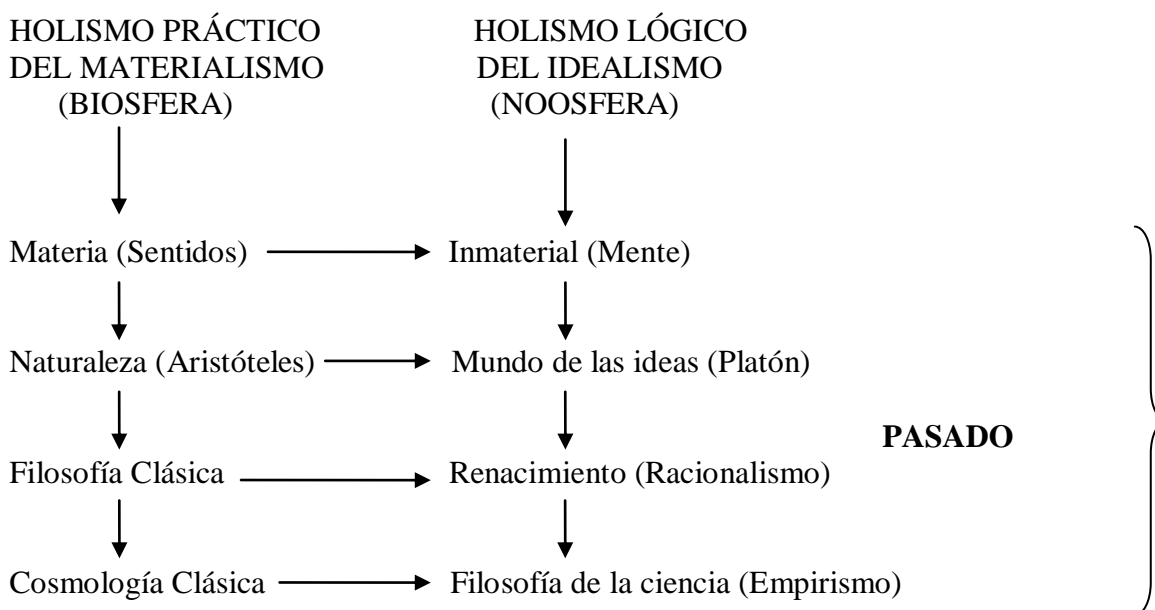 HOLISMO PRÁCTICO
DEL MATERIALISMO
(BIOSFERA)
HOLISMO LÓGICO
DEL IDEALISMO
(NOOSFERA)
Materia (Sentidos)
Inmaterial (Mente)
Naturaleza (Aristóteles)
Mundo de las ideas (Platón)
PASADO
Filosofía Clásica
Renacimiento (Racionalismo)
Cosmología Clásica
Filosofía de la ciencia (Empirismo)